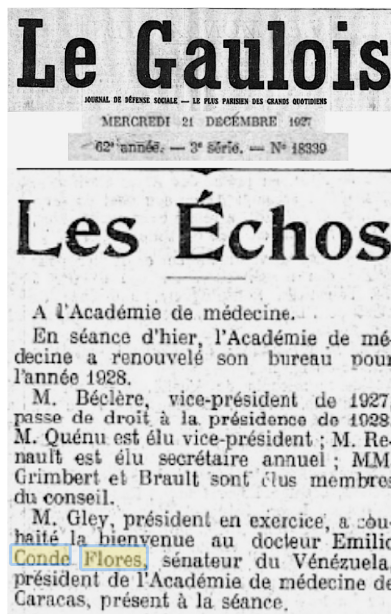 Le Gaulois
JOURNAL DE DÉFENSE SOCIALE — LE PLUS PARISIEN DES GRANDS QUOTIDIENS
MERCREDI 21 DÉCEMBRE 1927
62e année. — 3e Série. — No 18339
Les Échos
A l'Académie de médecine.
En séance d'hier, l'Académie de mé-
decine a renouvelé son bureau pour
l'année 1928.
M. Béclère, vice-président de 1927,
passe de droit à la présidence de 1928.
M. Quénu est élu vice-président ; M. Re-
nault est élu secrétaire annuel ; MM.
Grimbert et Brault sont élus membres
du conseil.
M. Gley, président en exercice, a sou-
haité la bienvenue au docteur Emilio
Conde Flores, sénateur du Vénézuela,
président de l'Académie de médecine de
Caracas, présent à la séance.